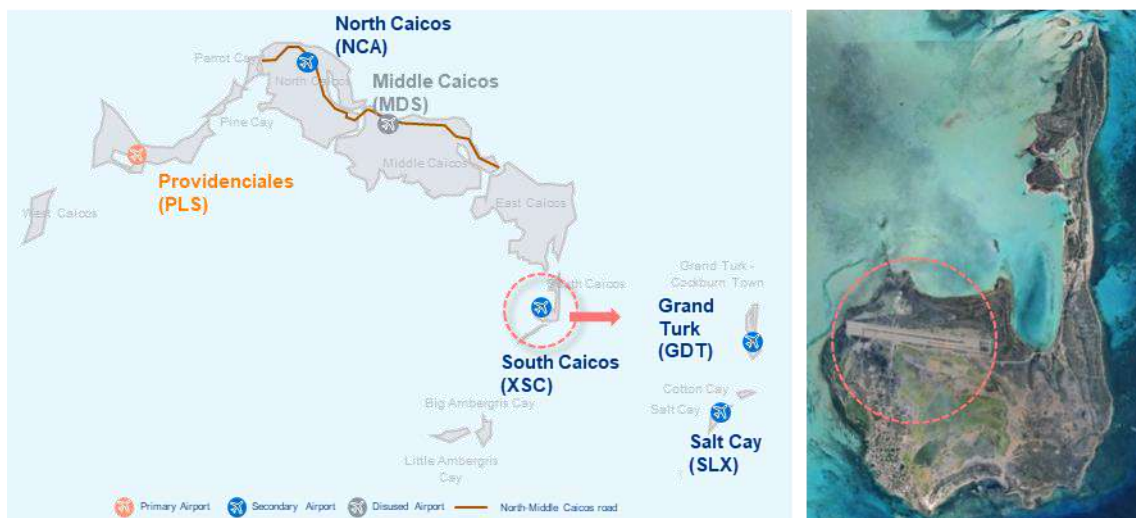 North Caicos
(NCA)
Parrot Cay
North Caicos
Middle Caicos
(MDS)
Pine Cay
Middle Caicos
Providenciales
(PLS)
West Caicos
East Caicos
South Caicos
Grand Turk -
Cockburn Town
Grand
Turk
(GDT)
South Caicos
(XSC)
Cotton Cay
Big Ambergris Cay
Salt Cay
Salt Cay
(SLX)
Little Ambergris
Cay
Primary Airport
Secondary Airport
Disused Airport
North-Middle Caicos road